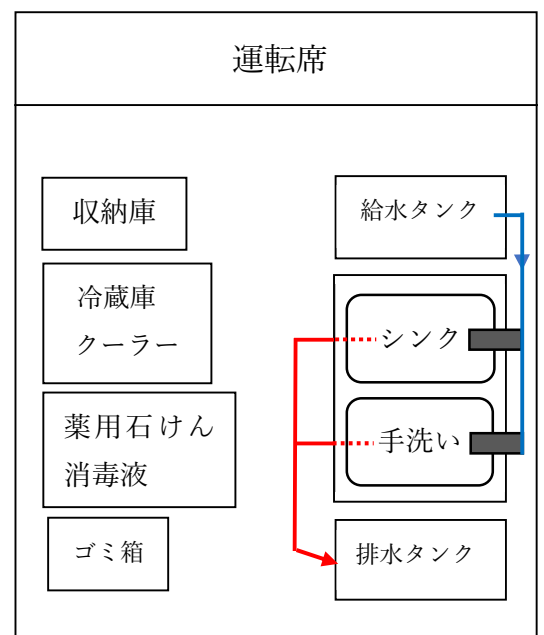 運転席
収納庫
冷蔵庫
クーラー
薬用石けん
消毒液
ゴミ箱
給水タンク
シンク
手洗い
排水タンク